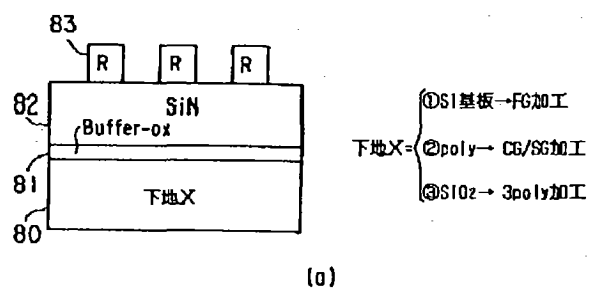 83
R R R
82
SiN
Buffer-ox
81
下地X
80
下地X=
①Si基板→FG加工
②poly→ CG/SG加工
③SiO2→ 3poly加工
(a)